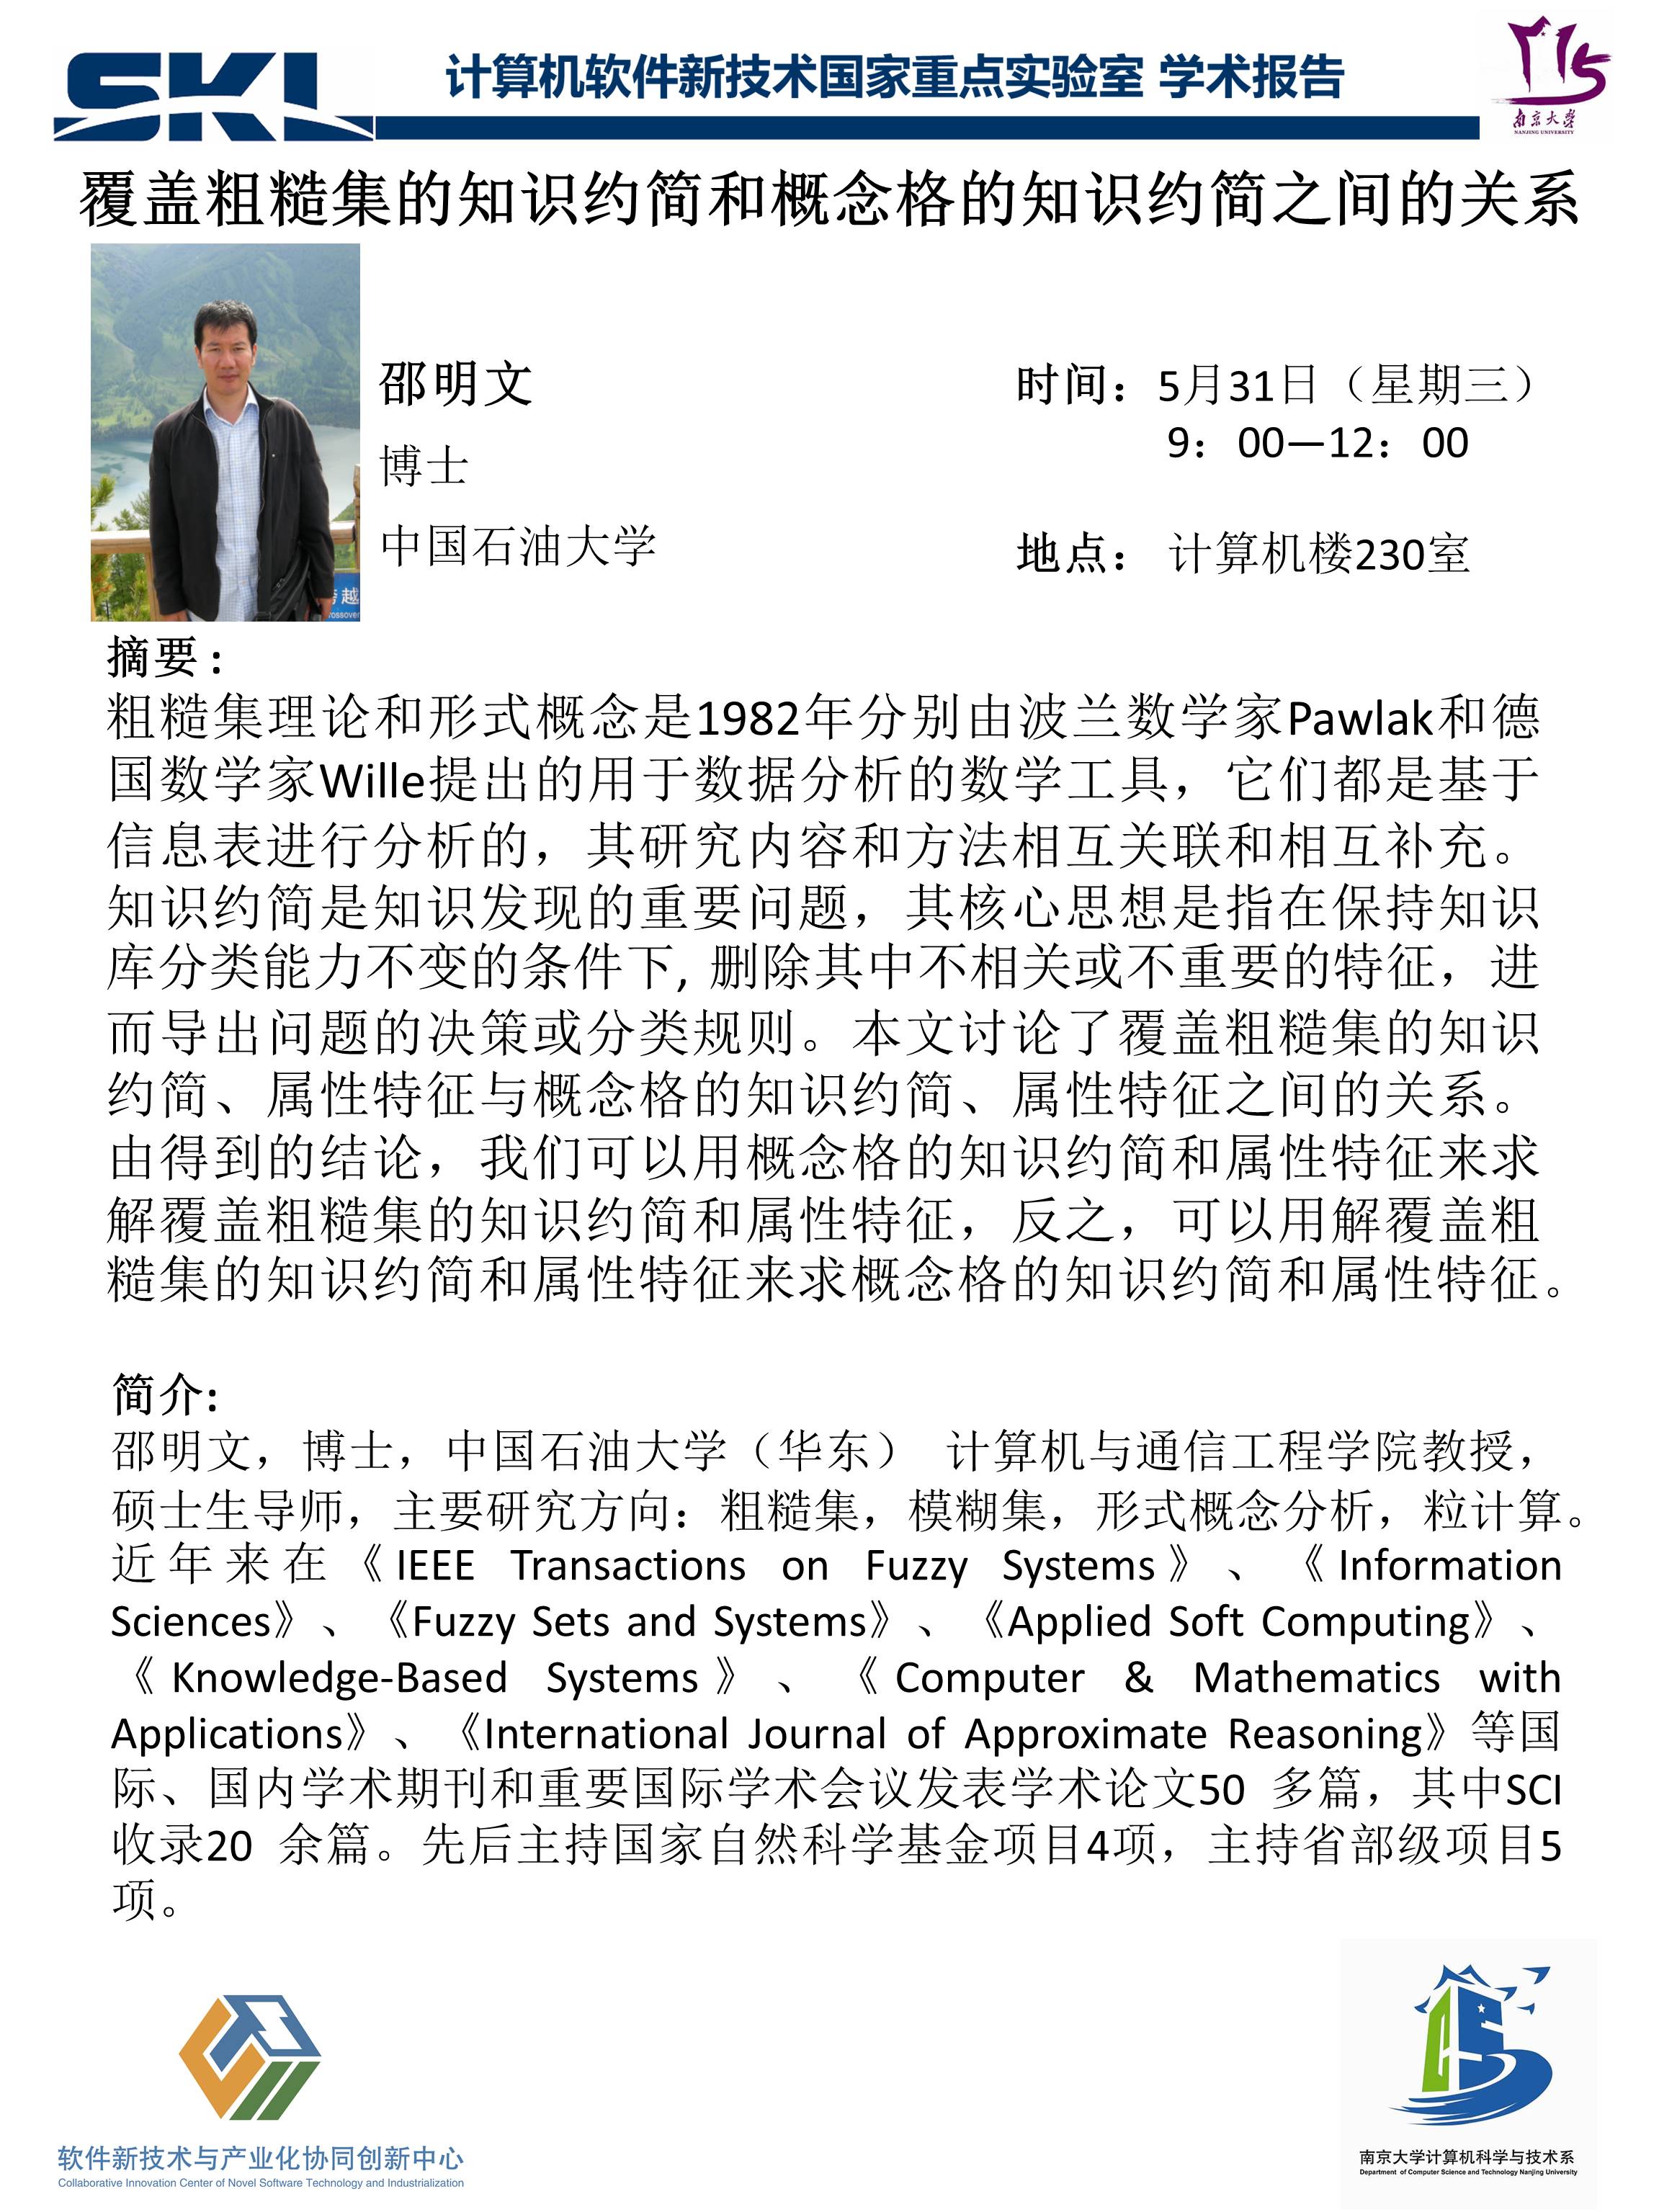 SKL
计算机软件新技术国家重点实验室 学术报告
115
南京大学
NANJING UNIVERSITY
覆盖粗糙集的知识约简和概念格的知识约简之间的关系
邵明文
博士
中国石油大学
时间：5月31日（星期三）
9：00—12：00
地点： 计算机楼230室
跨越
rossover
摘要：
粗糙集理论和形式概念是1982年分别由波兰数学家Pawlak和德
国数学家Wille提出的用于数据分析的数学工具，它们都是基于
信息表进行分析的，其研究内容和方法相互关联和相互补充。
知识约简是知识发现的重要问题，其核心思想是指在保持知识
库分类能力不变的条件下, 删除其中不相关或不重要的特征，进
而导出问题的决策或分类规则。本文讨论了覆盖粗糙集的知识
约简、属性特征与概念格的知识约简、属性特征之间的关系。
由得到的结论，我们可以用概念格的知识约简和属性特征来求
解覆盖粗糙集的知识约简和属性特征，反之，可以用解覆盖粗
糙集的知识约简和属性特征来求概念格的知识约简和属性特征。
简介:
邵明文，博士，中国石油大学（华东） 计算机与通信工程学院教授，
硕士生导师，主要研究方向：粗糙集，模糊集，形式概念分析，粒计算。
近年来在《IEEE Transactions on Fuzzy Systems》、《Information
Sciences》、《Fuzzy Sets and Systems》、《Applied Soft Computing》、
《Knowledge-Based Systems》、《Computer & Mathematics with
Applications》、《International Journal of Approximate Reasoning》等国
际、国内学术期刊和重要国际学术会议发表学术论文50 多篇，其中SCI
收录20 余篇。先后主持国家自然科学基金项目4项，主持省部级项目5
项。
软件新技术与产业化协同创新中心
Collaborative Innovation Center of Novel Software Technology and Industrialization
南京大学计算机科学与技术系
Department of Computer Science and Technology Nanjing University